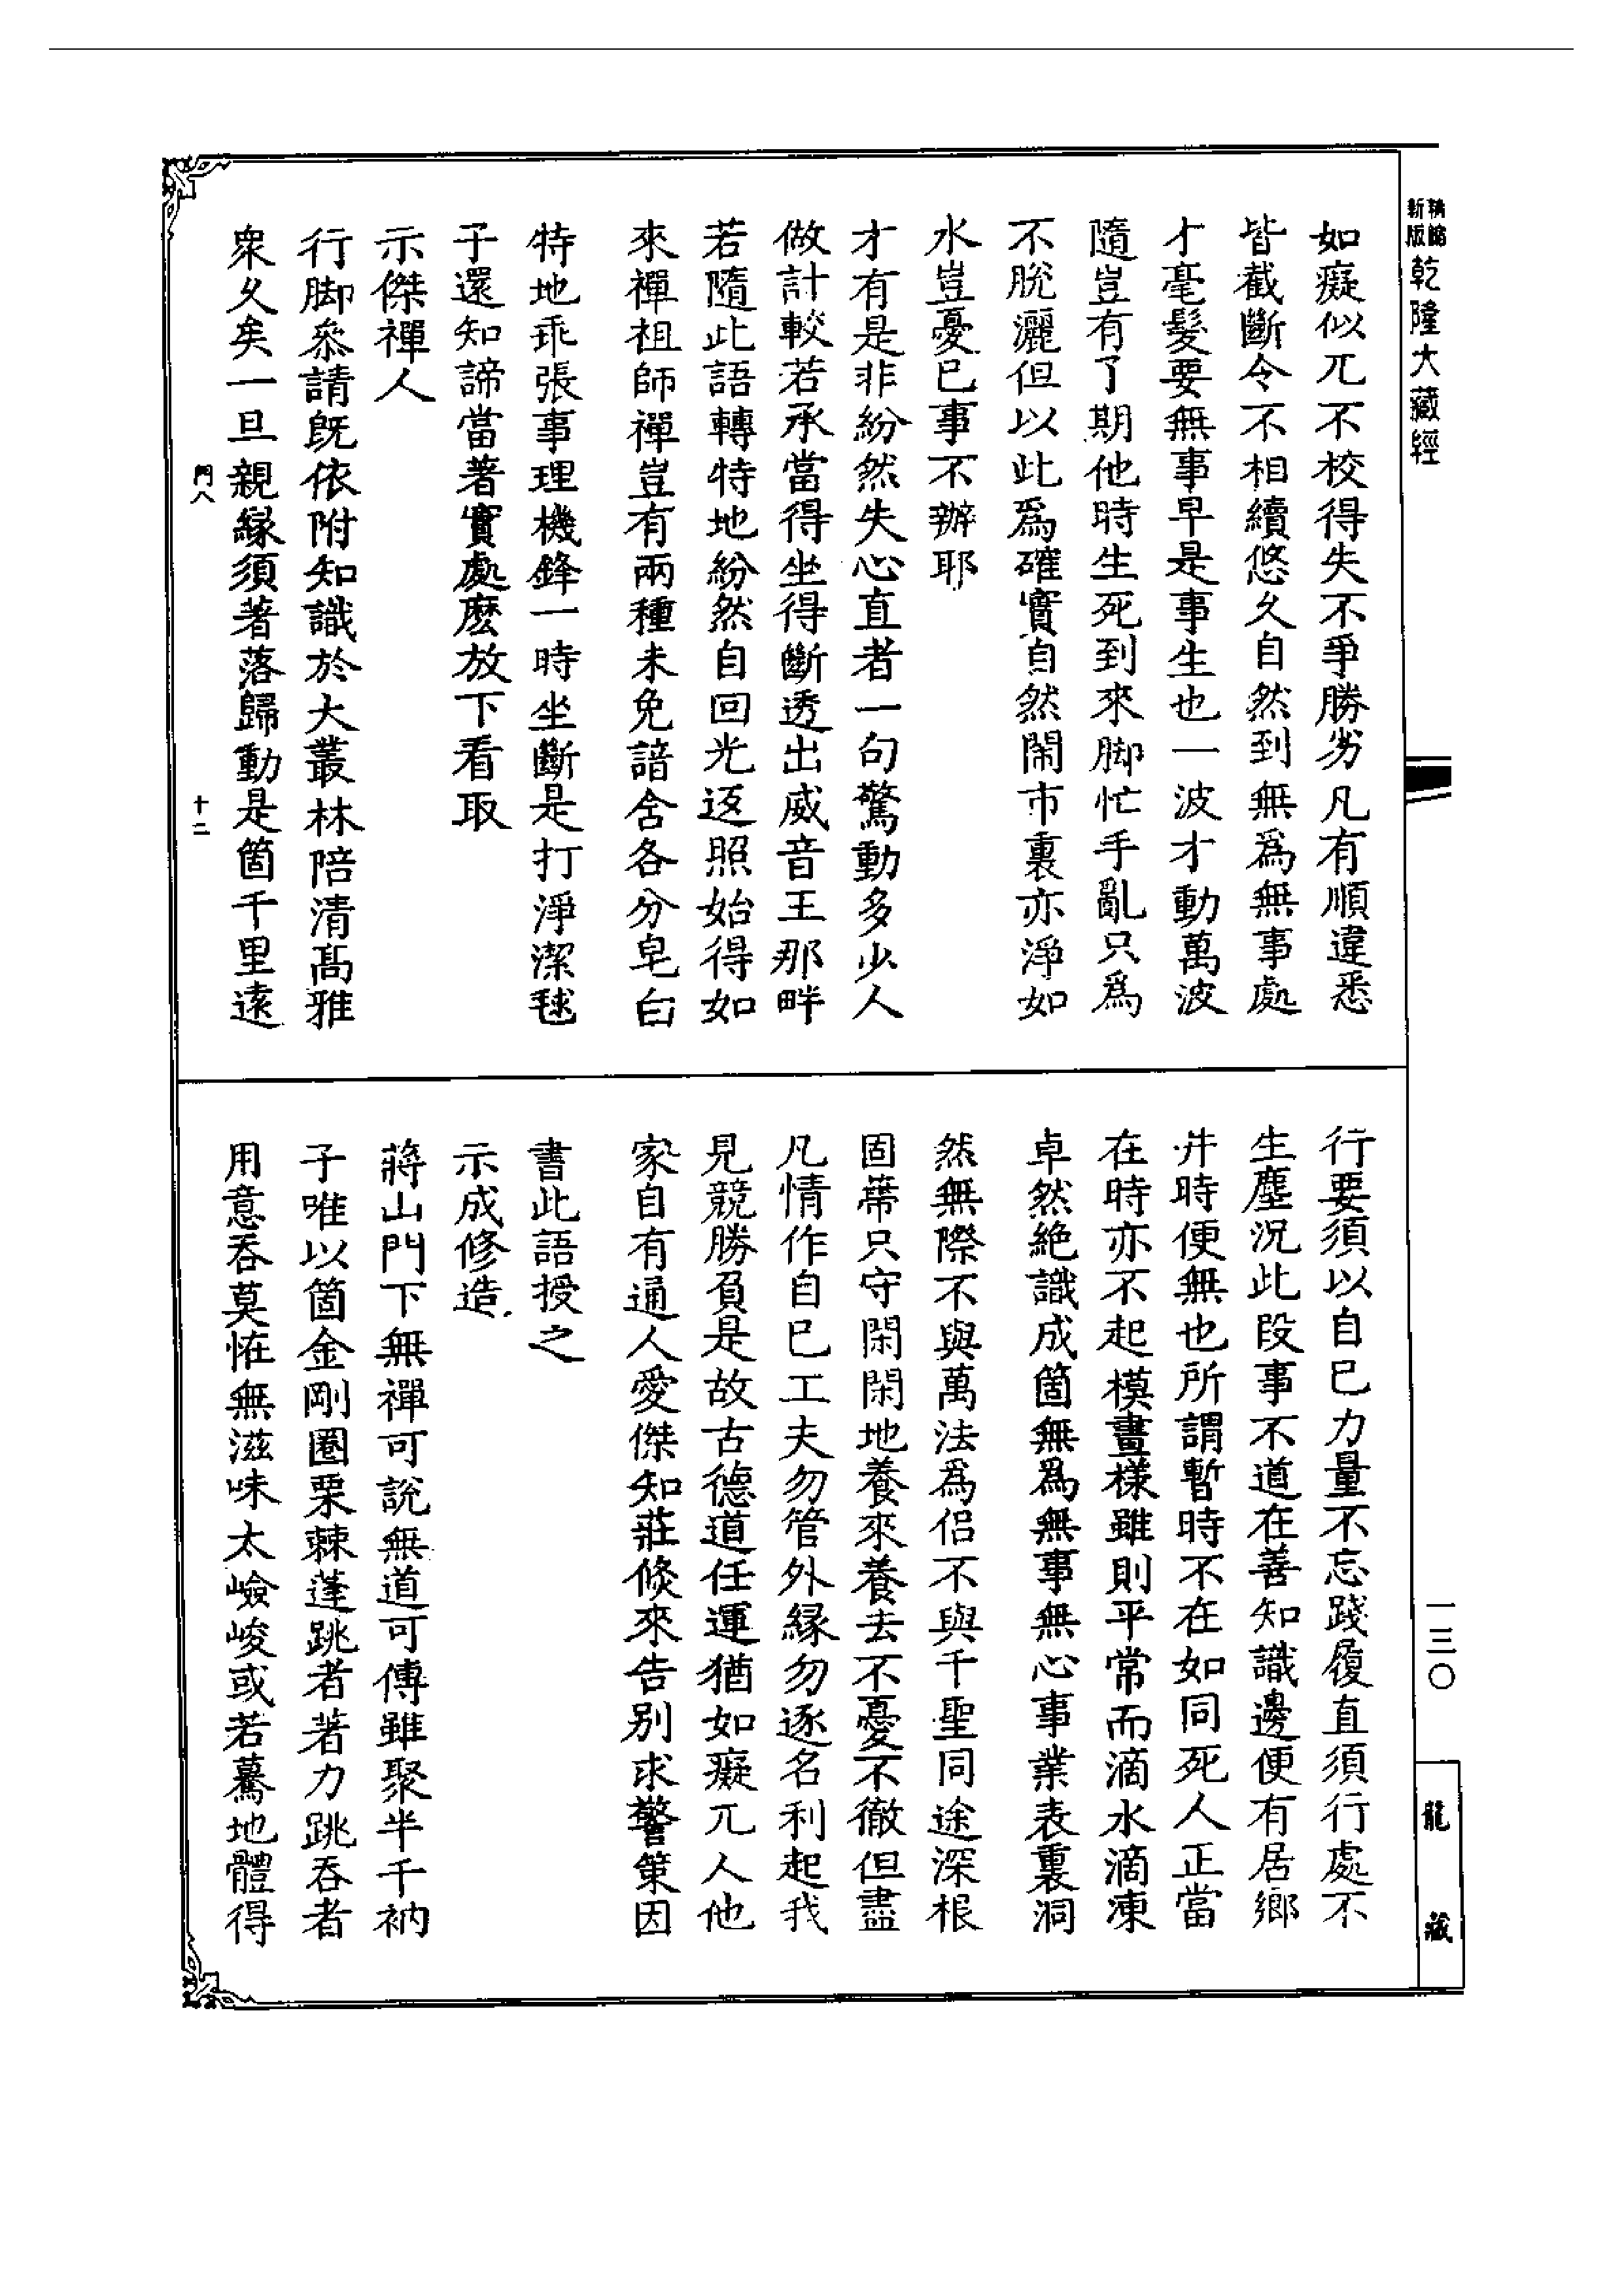 新版精縮乾隆大藏經
一三〇
龍藏
如癡似兀不校得失不爭勝劣凡有順違悉
皆截斷令不相續悠久自然到無爲無事處
才毫髮要無事早是事生也一波才動萬波
隨豈有了期他時生死到來脚忙手亂只爲
不脫灑但以此爲確實自然閙市裏亦淨如
水豈憂已事不辦耶
才有是非紛然失心直者一句驚動多少人
做計較若承當得坐得斷透出威音王那畔
若隨此語轉特地紛然自回光返照始得如
來禪祖師禪豈有兩種未免諳含各分皂白
特地乖張事理機鋒一時坐斷是打淨潔毬
子還知諦當著實處麽放下看取
示傑禪人
行脚叅請旣依附知識於大叢林陪清髙雅
衆久矣一旦親緣須著落歸動是箇千里遠
門八
十二
行要須以自巳力量不忘踐履直須行處不
生塵況此段事不道在善知識邊便有居鄉
井時便無也所謂暫時不在如同死人正當
在時亦不起模畫樣雖則平常而滴水滴凍
卓然絶識成箇無爲無事無心事業表裏洞
然無際不與萬法爲侣不與千聖同途深根
固蔕只守閑閑地養來養去不憂不徹但盡
凡情作自巳工夫勿管外緣勿逐名利起我
見競勝負是故古德道任運猶如癡兀人他
家自有通人愛傑知莊倐來告别求警策因
書此語授之
示成修造
蔣山門下無禪可說無道可傳雖聚半千衲
子唯以箇金剛圈栗棘蓬跳者著力跳吞者
用意吞莫恠無滋味太嶮峻或若驀地體得